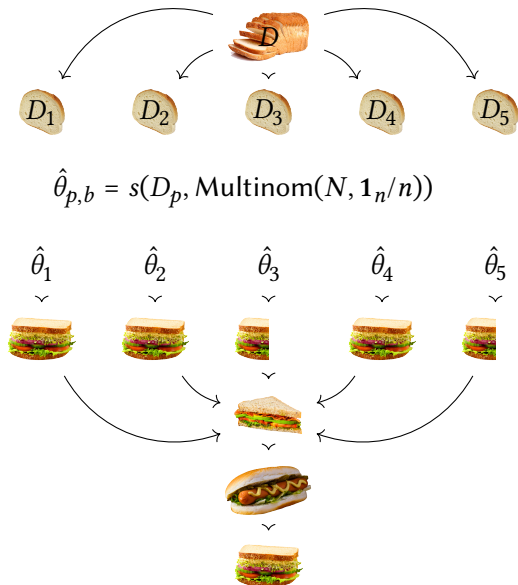 D
D₁ D₂ D₃ D₄ D₅
θ̂ₚ,b = s(Dₚ, Multinom(N, 𝟏ₙ/n))
θ̂₁ θ̂₂ θ̂₃ θ̂₄ θ̂₅